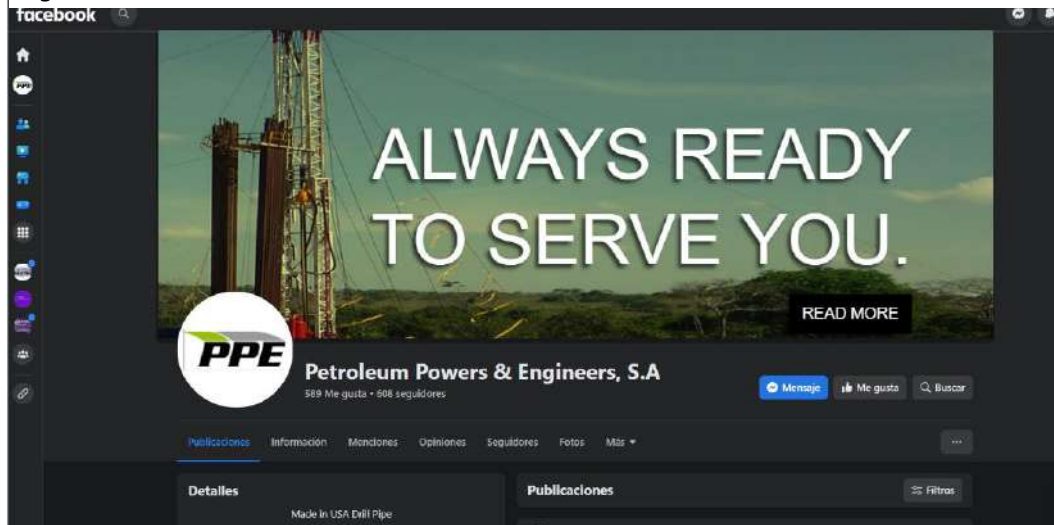 facebook
ALWAYS READY
TO SERVE YOU.
READ MORE
PPE
PPE
Petroleum Powers & Engineers, S.A
589 Me gusta • 608 seguidores
Mensaje
Me gusta
Buscar
Publicaciones
Información
Menciones
Opiniones
Seguidores
Fotos
Más
Detalles
Publicaciones
Filtros
Made in USA Drill Pipe